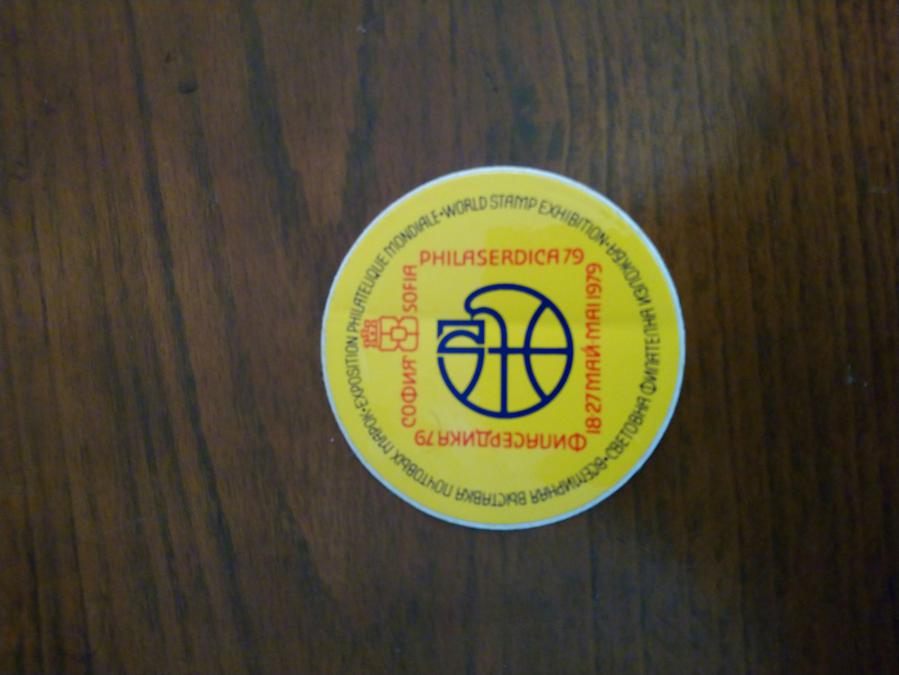 EXPOSITION PHILATELIQUE MONDIALE•WORLD STAMP EXHIBITION•
СВЕТОВНА ФИЛАТЕЛНА ИЗЛОЖБА•
ВСЕМИРНАЯ ВЫСТАВКА ПОЧТОВЫХ МАРОК•
PHILASERDICA 79
18·27 МАЙ·MAI 1979
ФИЛАСЕРДИКА 79
СОФИЯ SOFIA